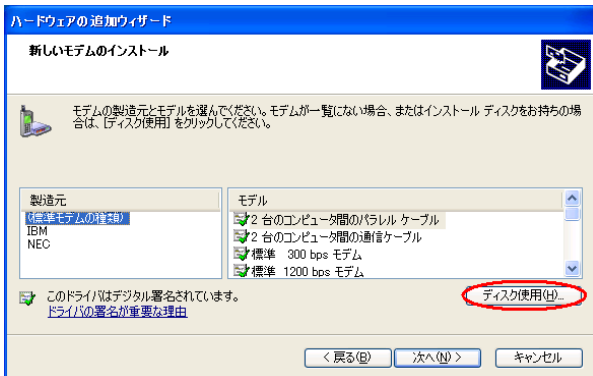 ハードウェアの追加ウィザード
新しいモデムのインストール
モデムの製造元とモデルを選んでください。モデムが一覧にない場合、またはインストール ディスクをお持ちの場
合は、[ディスク使用] をクリックしてください。
製造元
(標準モデムの種類)
IBM
NEC
モデル
2 台のコンピュータ間のパラレル ケーブル
2 台のコンピュータ間の通信ケーブル
標準 300 bps モデム
標準 1200 bps モデム
このドライバはデジタル署名されています。
ドライバの署名が重要な理由
ディスク使用(H)...
< 戻る(B)
次へ(N) >
キャンセル